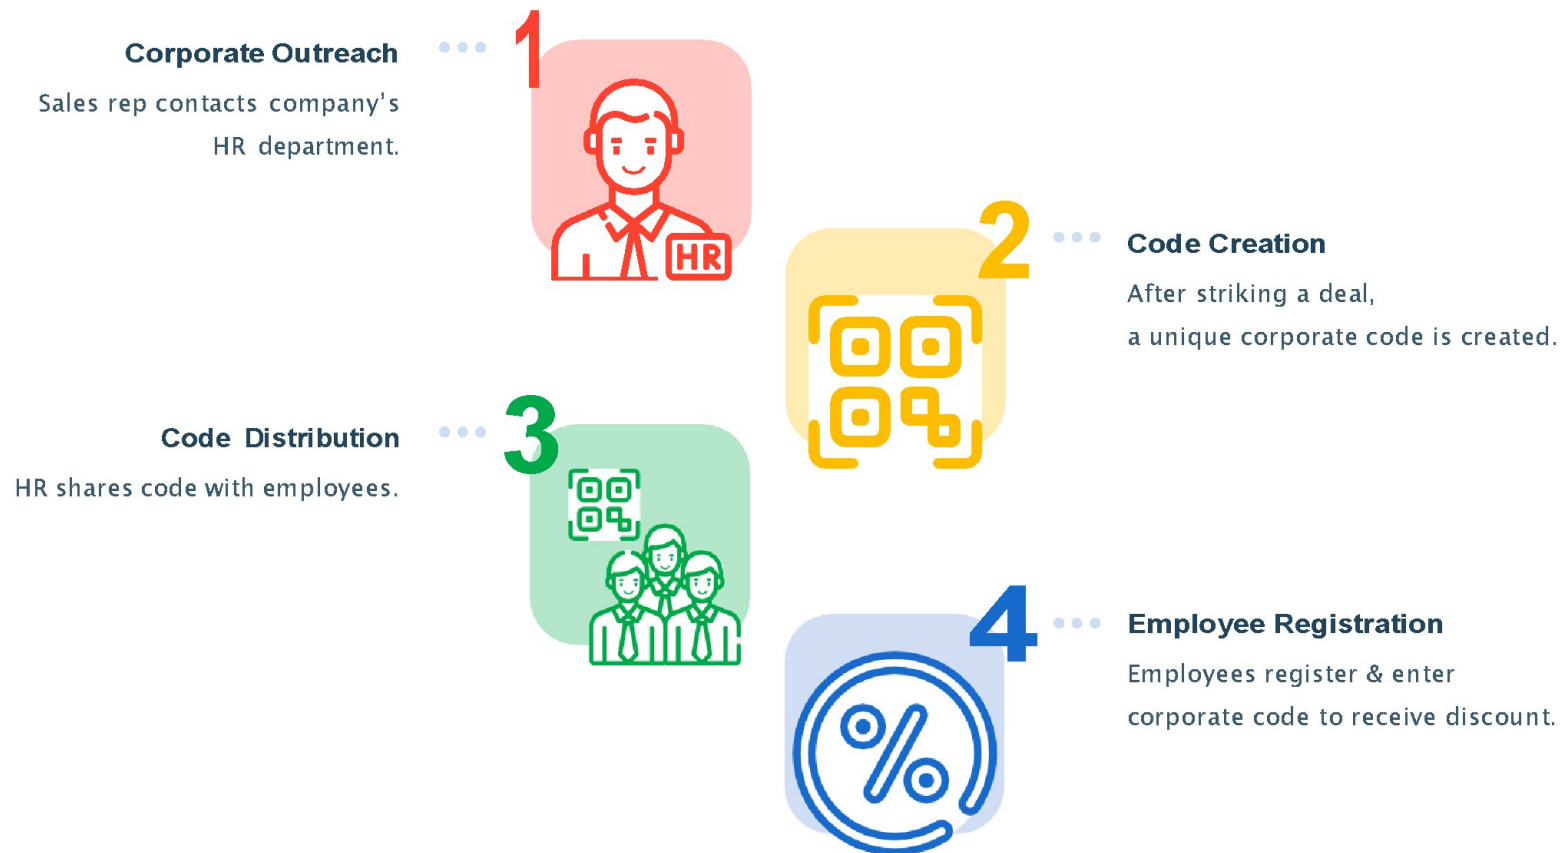 1
Corporate Outreach
Sales rep contacts company's
HR department.
HR
2
Code Creation
After striking a deal,
a unique corporate code is created.
3
Code Distribution
HR shares code with employees.
4
Employee Registration
Employees register & enter
corporate code to receive discount.
%